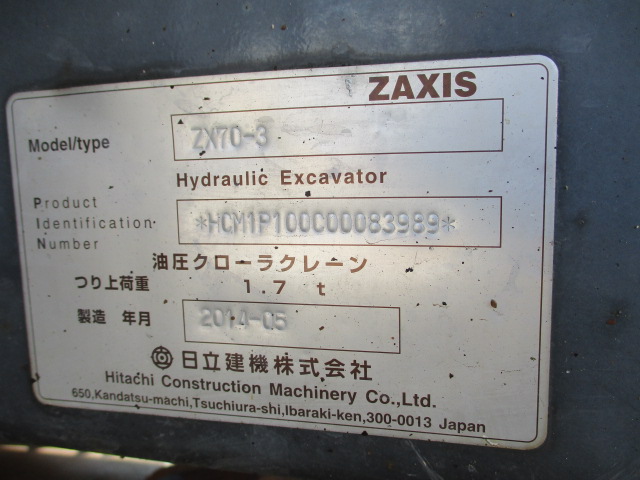 ZAXIS
Model/type ZX70-3
Hydraulic Excavator
Product
Identification *HCM1P100C00083989*
Number
油圧クローラクレーン
つり上荷重 1.7 t
製造 年月 2014-05
日立建機株式会社
Hitachi Construction Machinery Co.,Ltd.
650,Kandatsu-machi,Tsuchiura-shi,Ibaraki-ken,300-0013 Japan